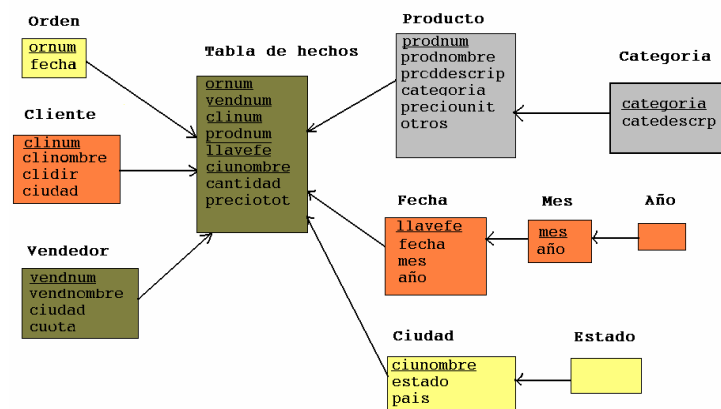 Orden
ornum
fecha
Cliente
clinum
clinombre
clidir
ciudad
Vendedor
vendnum
vendnombre
ciudad
cuota
Tabla de hechos
ornum
vendnum
clinum
prodnum
llavefe
ciunombre
cantidad
preciotot
Producto
prodnum
prodnombre
prcddescrip
categoria
preciounit
otros
Categoria
categoria
catedescrp
Fecha
llavefe
fecha
mes
año
Mes
mes
año
Año
Ciudad
ciunombre
estado
pais
Estado